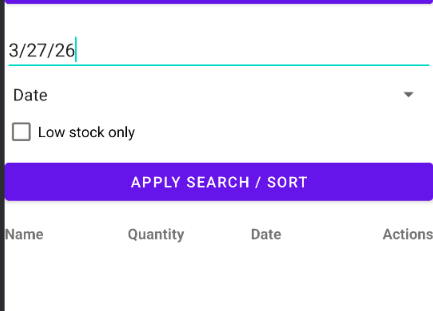 3/27/26
Date
Low stock only
APPLY SEARCH / SORT
Name Quantity Date Actions